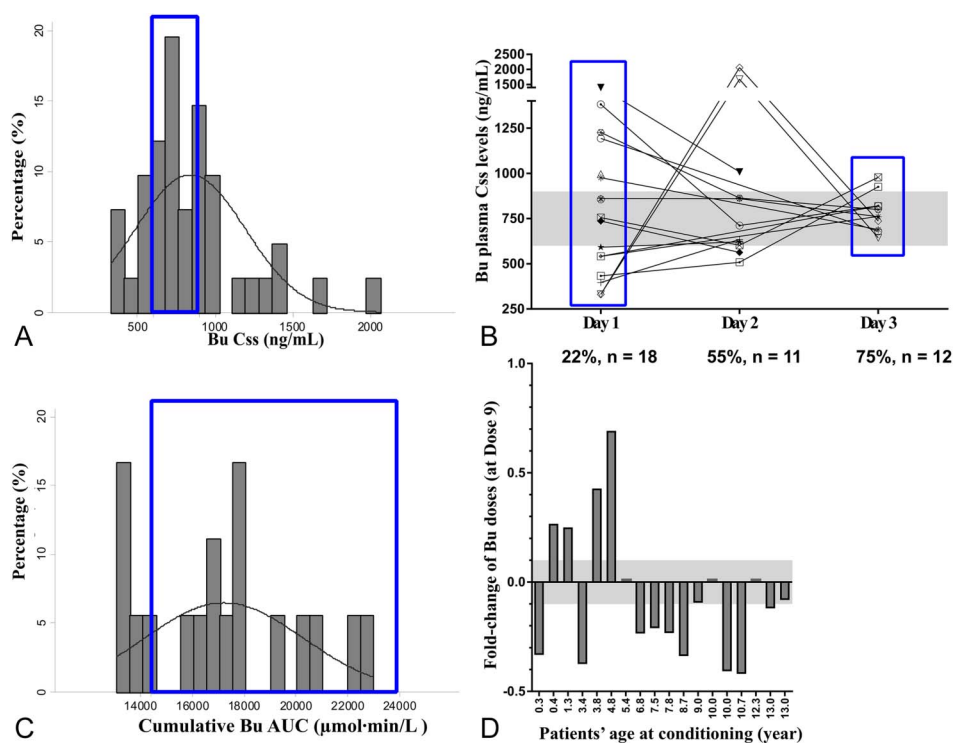 20
15
10
5
0
Percentage (%)
500
1000
1500
2000
Bu Css (ng/mL)
A
2500
2000
1500
1250
1000
750
500
250
Bu plasma Css levels (ng/mL)
Day 1
Day 2
Day 3
B
22%, n = 18
55%, n = 11
75%, n = 12
20
15
10
5
0
Percentage (%)
14000
16000
18000
20000
22000
24000
Cumulative Bu AUC (μmol·min/L )
C
1.0
0.5
0.0
-0.5
Fold-change of Bu doses (at Dose 9)
0.3
0.4
1.3
3.4
3.8
4.8
5.4
6.8
7.5
7.8
8.7
9.0
10.0
10.0
10.7
12.3
13.0
13.0
Patients' age at conditioning (year)
D